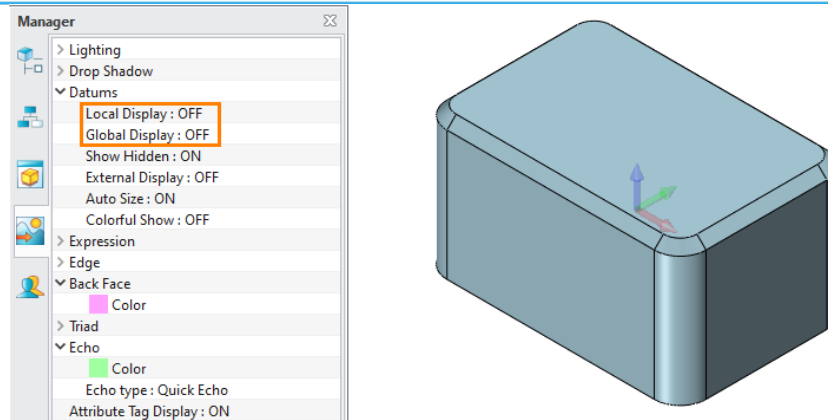 Manager
Lighting
Drop Shadow
Datums
Local Display : OFF
Global Display : OFF
Show Hidden : ON
External Display : OFF
Auto Size : ON
Colorful Show : OFF
Expression
Edge
Back Face
Color
Triad
Echo
Color
Echo type : Quick Echo
Attribute Tag Display : ON